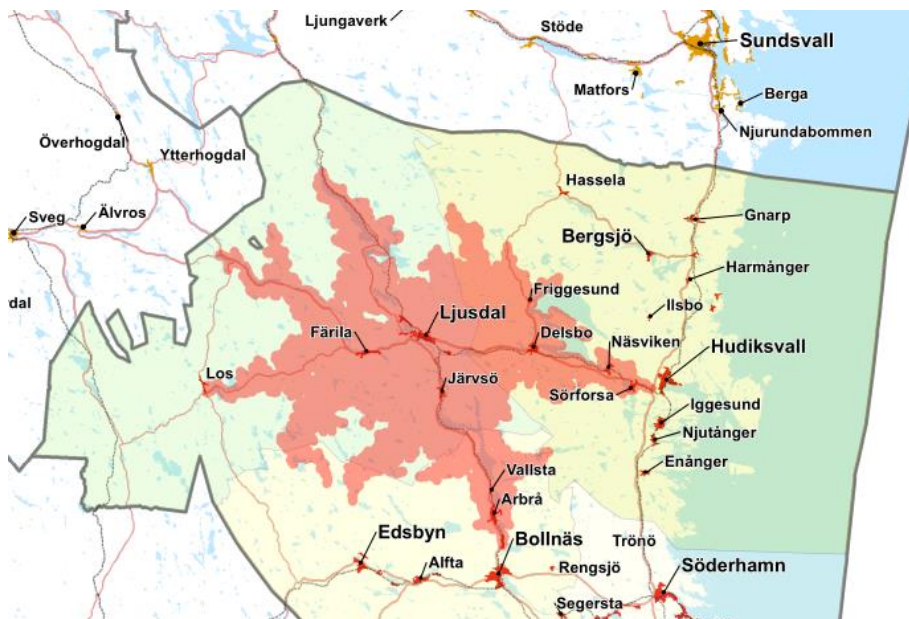 Ljungaverk
Stöde
Sundsvall
Matfors
Berga
Njurundabommen
Överhogdal
Ytterhogdal
Hassela
Sveg
Älvros
Gnarp
Bergsjö
Harmånger
dal
Friggesund
Ilsbo
Ljusdal
Färila
Delsbo
Näsviken
Hudiksvall
Los
Järvsö
Sörforsa
Iggesund
Njutånger
Enånger
Vallsta
Arbrå
Edsbyn
Bollnäs
Trönö
Alfta
Rengsjö
Söderhamn
Segersta